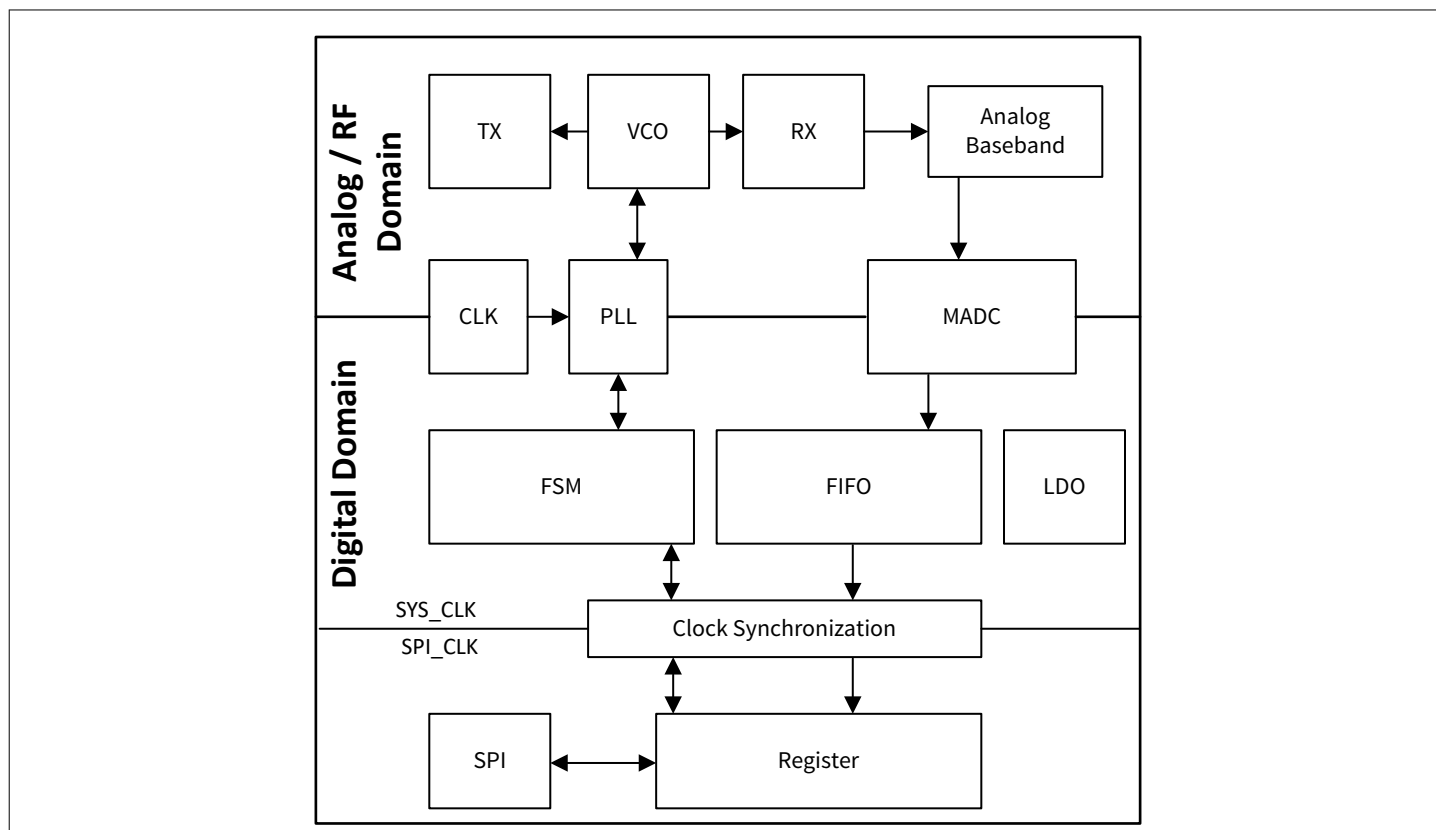 Analog / RF
Domain
TX
VCO
RX
Analog
Baseband
CLK
PLL
MADC
Digital Domain
FSM
FIFO
LDO
SYS_CLK
SPI_CLK
Clock Synchronization
SPI
Register